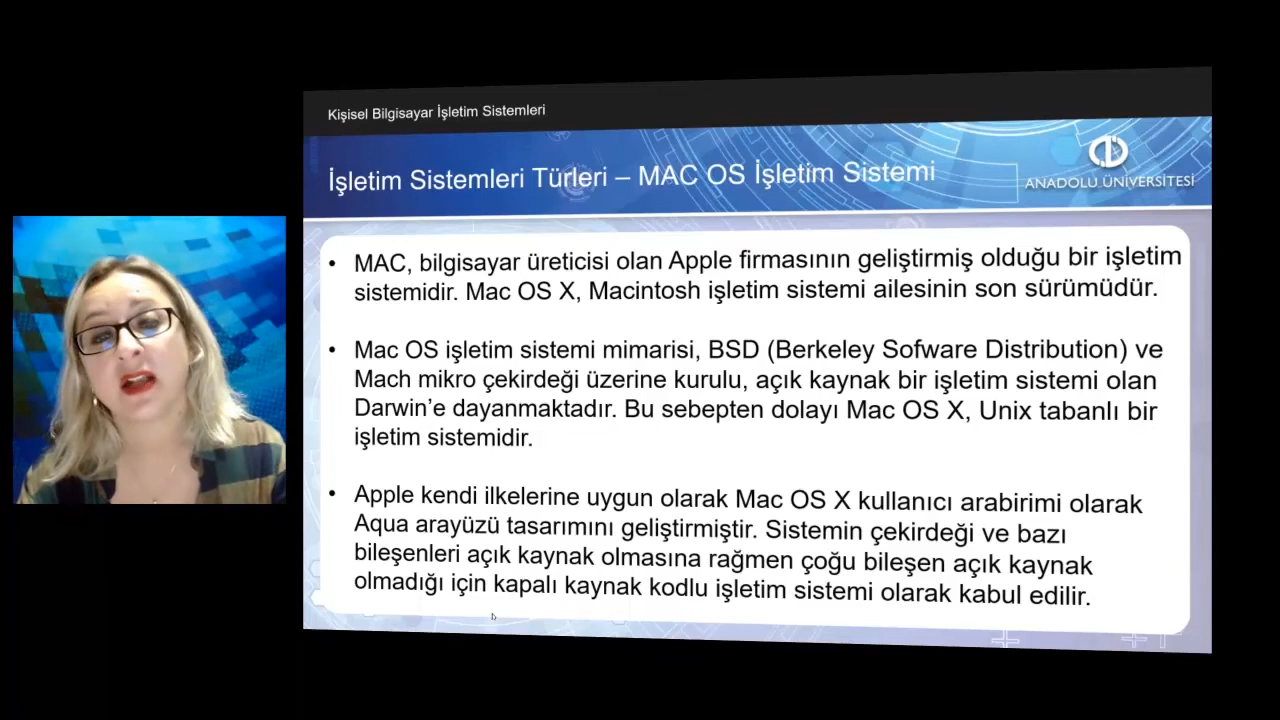 Kişisel Bilgisayar İşletim Sistemleri
İşletim Sistemleri Türleri – MAC OS İşletim Sistemi
ANADOLU ÜNİVERSİTESİ
• MAC, bilgisayar üreticisi olan Apple firmasının geliştirmiş olduğu bir işletim
sistemidir. Mac OS X, Macintosh işletim sistemi ailesinin son sürümüdür.
• Mac OS işletim sistemi mimarisi, BSD (Berkeley Sofware Distribution) ve
Mach mikro çekirdeği üzerine kurulu, açık kaynak bir işletim sistemi olan
Darwin’e dayanmaktadır. Bu sebepten dolayı Mac OS X, Unix tabanlı bir
işletim sistemidir.
• Apple kendi ilkelerine uygun olarak Mac OS X kullanıcı arabirimi olarak
Aqua arayüzü tasarımını geliştirmiştir. Sistemin çekirdeği ve bazı
bileşenleri açık kaynak olmasına rağmen çoğu bileşen açık kaynak
olmadığı için kapalı kaynak kodlu işletim sistemi olarak kabul edilir.